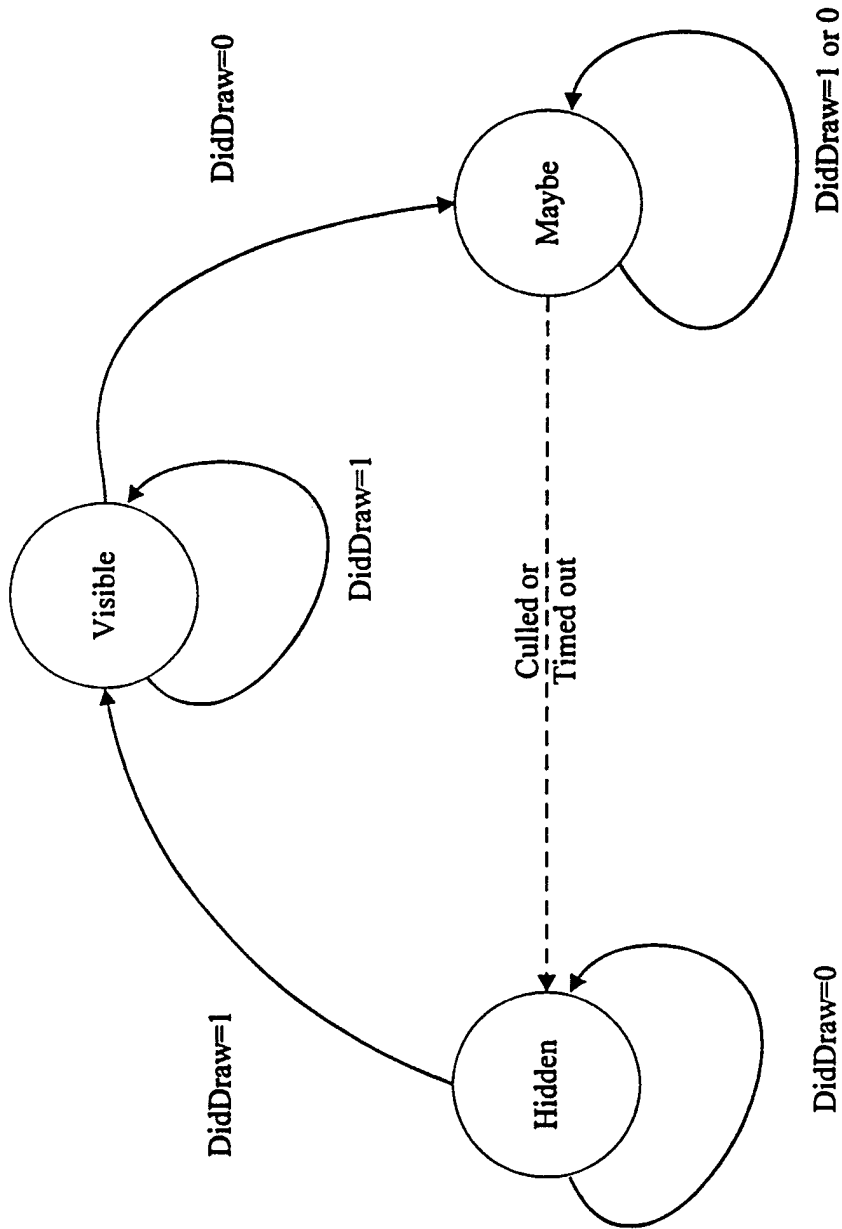 Visible
DidDraw=1
DidDraw=0
DidDraw=1
Hidden
Culled or
Timed out
Maybe
DidDraw=0
DidDraw=1 or 0